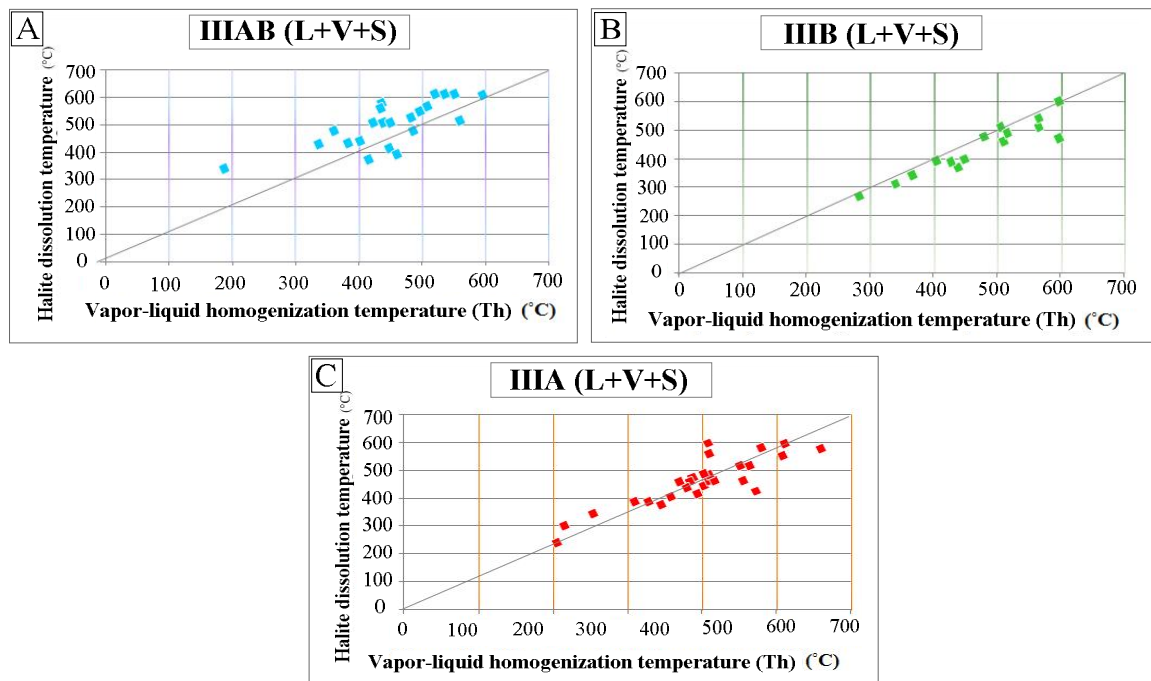 A
IIIAB (L+V+S)
Halite dissolution temperature (°C)
700
600
500
400
300
200
100
0
0 100 200 300 400 500 600 700
Vapor-liquid homogenization temperature (Th) (°C)
B
IIIB (L+V+S)
Halite dissolution temperature (°C)
700
600
500
400
300
200
100
0
0 100 200 300 400 500 600 700
Vapor-liquid homogenization temperature (Th) (°C)
C
IIIA (L+V+S)
Halite dissolution temperature (°C)
700
600
500
400
300
200
100
0
0 100 200 300 400 500 600 700
Vapor-liquid homogenization temperature (Th) (°C)